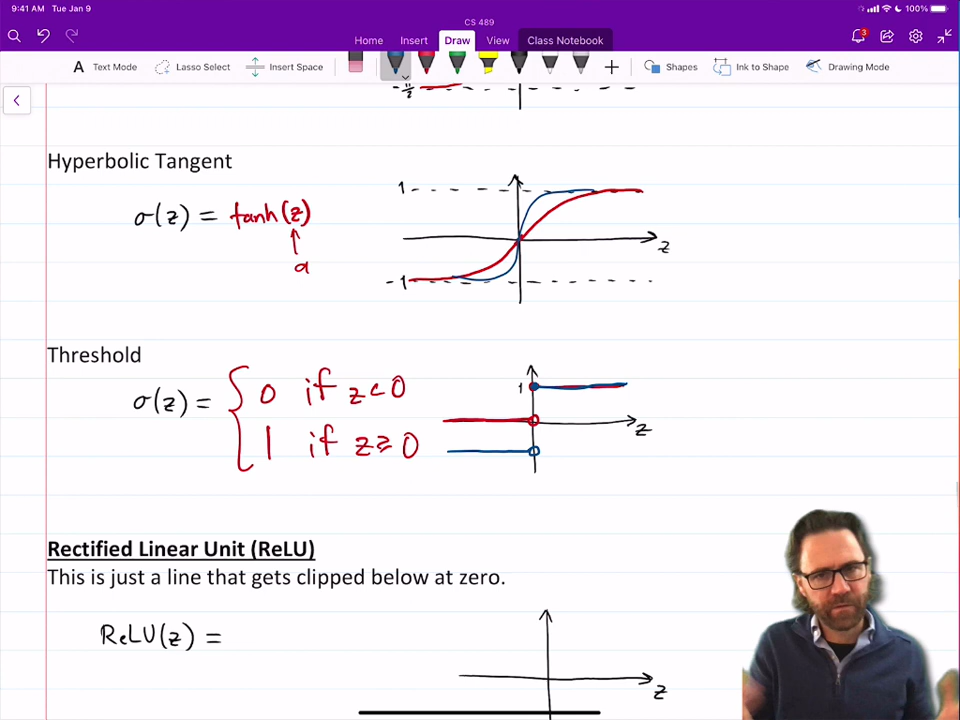 9:41 AM Tue Jan 9
100%
CS 489
Home Insert Draw View Class Notebook
3
Text Mode Lasso Select Insert Space Shapes Ink to Shape Drawing Mode
-π/2
Hyperbolic Tangent
σ(z) = tanh(z)
a
1
-1
z
Threshold
σ(z) = { 0 if z<0
1 if z≥0
1
z
Rectified Linear Unit (ReLU)
This is just a line that gets clipped below at zero.
ReLU(z) =
z